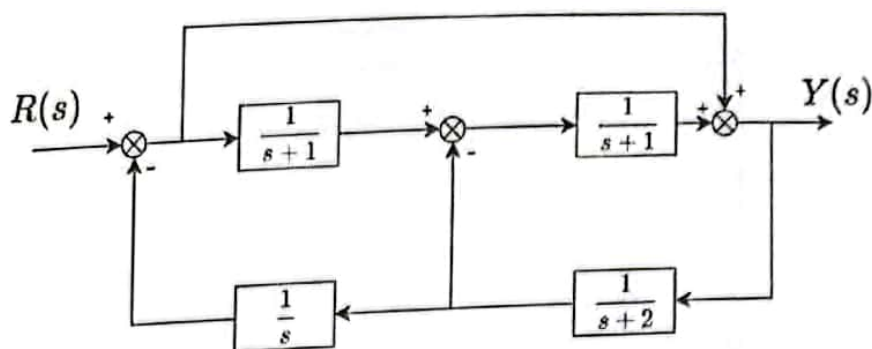 R(s) + - 1/(s + 1) + - 1/(s + 1) + + Y(s)
1/s 1/(s + 2)